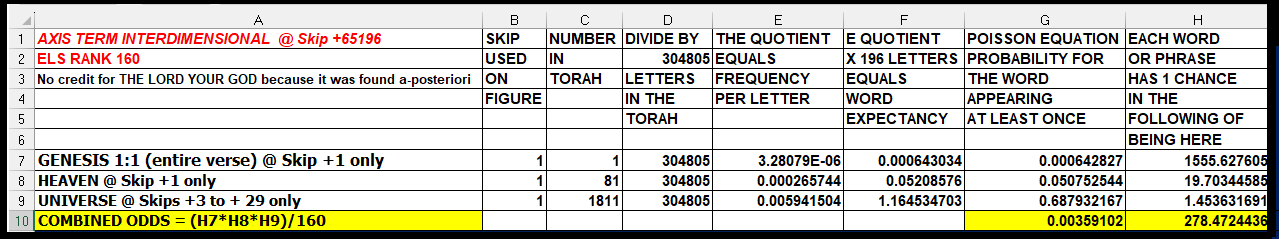 A B C D E F G H
1 AXIS TERM INTERDIMENSIONAL @ Skip +65196 SKIP NUMBER DIVIDE BY THE QUOTIENT E QUOTIENT POISSON EQUATION EACH WORD
2 ELS RANK 160 USED IN 304805 EQUALS X 196 LETTERS PROBABILITY FOR OR PHRASE
3 No credit for THE LORD YOUR GOD because it was found a-posteriori ON TORAH LETTERS FREQUENCY EQUALS THE WORD HAS 1 CHANCE
4 FIGURE IN THE PER LETTER WORD APPEARING IN THE
5 TORAH EXPECTANCY AT LEAST ONCE FOLLOWING OF
6 BEING HERE
7 GENESIS 1:1 (entire verse) @ Skip +1 only 1 1 304805 3.28079E-06 0.000643034 0.000642827 1555.627605
8 HEAVEN @ Skip +1 only 1 81 304805 0.000265744 0.05208576 0.050752544 19.70344585
9 UNIVERSE @ Skips +3 to + 29 only 1 1811 304805 0.005941504 1.164534703 0.687932167 1.453631691
10 COMBINED ODDS = (H7*H8*H9)/160 0.00359102 278.4724436